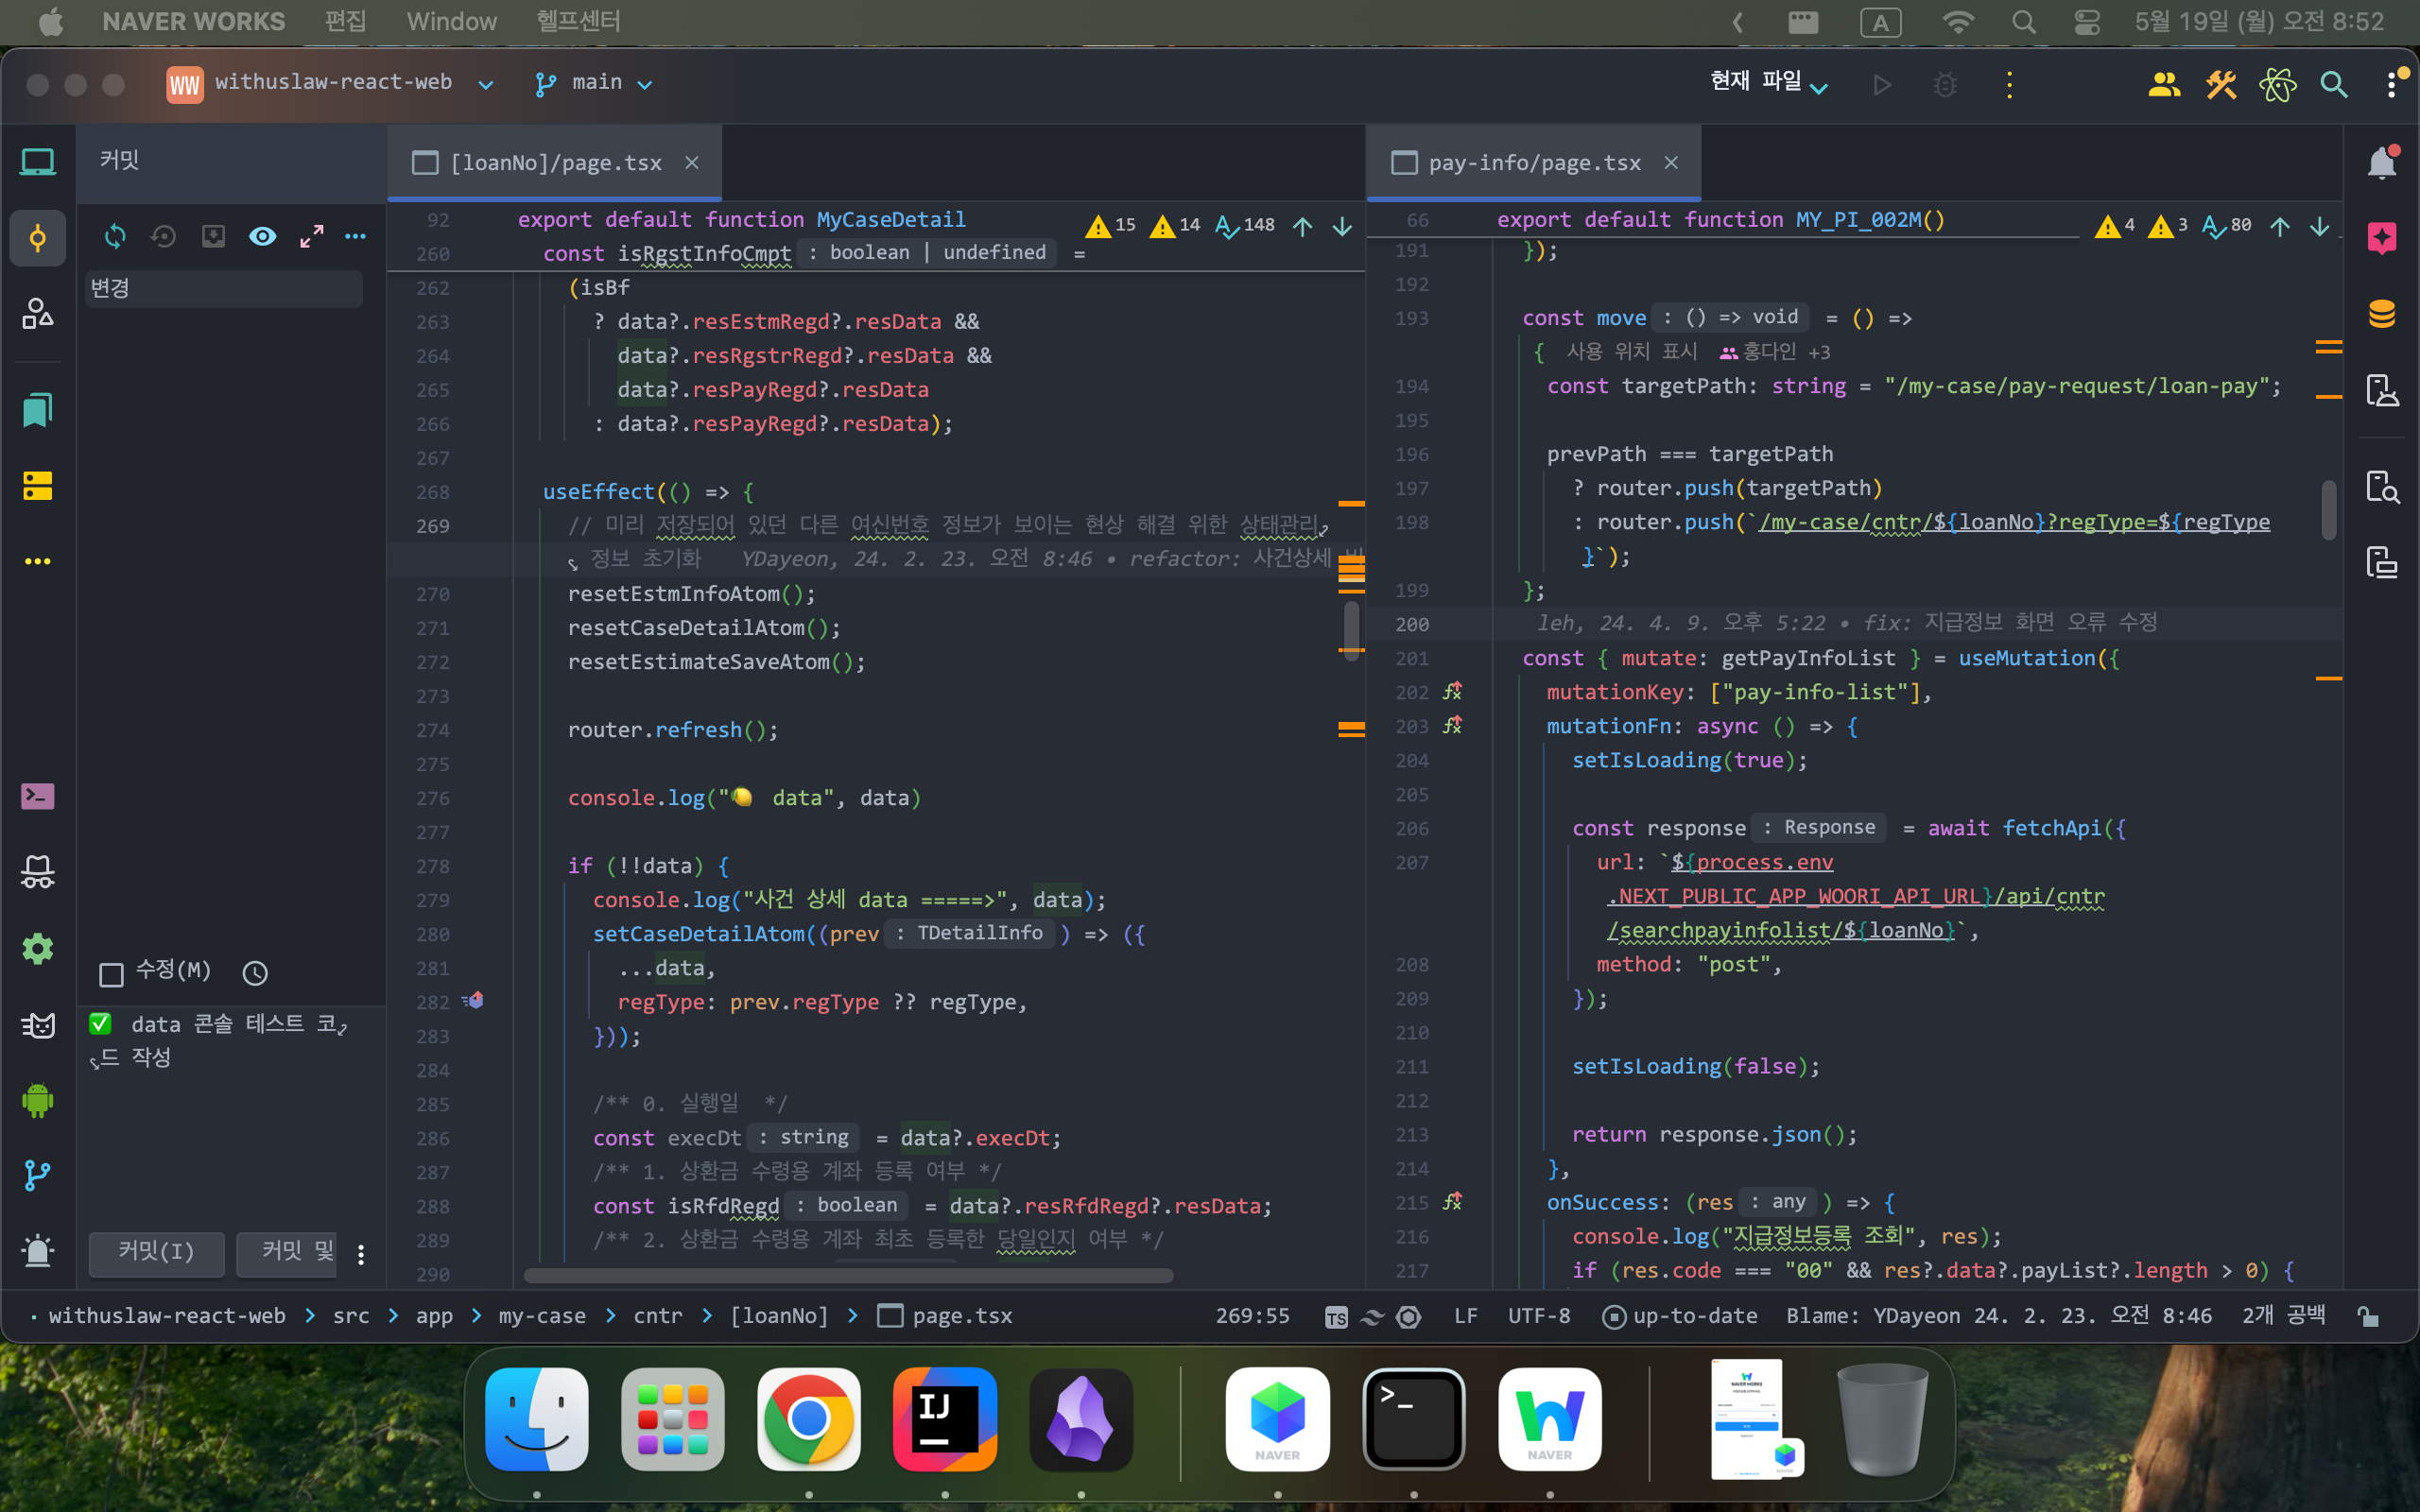 NAVER WORKS 편집 Window 헬프센터
A 5월 19일 (월) 오전 8:52
WW withuslaw-react-web main
현재 파일
커밋
변경
수정(M)
✅ data 콘솔 테스트 코
드 작성
커밋(I) 커밋 및
[loanNo]/page.tsx
92 export default function MyCaseDetail 15 14 148
260 const isRgstInfoCmpt : boolean | undefined =
262 (isBf
263 ? data?.resEstmRegd?.resData &&
264 data?.resRgstrRegd?.resData &&
265 data?.resPayRegd?.resData
266 : data?.resPayRegd?.resData);
267
268 useEffect(() => {
269 // 미리 저장되어 있던 다른 여신번호 정보가 보이는 현상 해결 위한 상태관리
정보 초기화 YDayeon, 24. 2. 23. 오전 8:46 • refactor: 사건상세
270 resetEstmInfoAtom();
271 resetCaseDetailAtom();
272 resetEstimateSaveAtom();
273
274 router.refresh();
275
276 console.log("🍋 data", data)
277
278 if (!!data) {
279 console.log("사건 상세 data =====>", data);
280 setCaseDetailAtom((prev : TDetailInfo ) => ({
281 ...data,
282 regType: prev.regType ?? regType,
283 }));
284
285 /** 0. 실행일 */
286 const execDt : string = data?.execDt;
287 /** 1. 상환금 수령용 계좌 등록 여부 */
288 const isRfdRegd : boolean = data?.resRfdRegd?.resData;
289 /** 2. 상환금 수령용 계좌 최초 등록한 당일인지 여부 */
290
pay-info/page.tsx
66 export default function MY_PI_002M() 4 3 80
191 });
192
193 const move : () => void = () =>
{ 사용 위치 표시 홍다인 +3
194 const targetPath: string = "/my-case/pay-request/loan-pay";
195
196 prevPath === targetPath
197 ? router.push(targetPath)
198 : router.push(`/my-case/cntr/${loanNo}?regType=${regType
}`);
199 };
200 leh, 24. 4. 9. 오후 5:22 • fix: 지급정보 화면 오류 수정
201 const { mutate: getPayInfoList } = useMutation({
202 mutationKey: ["pay-info-list"],
203 mutationFn: async () => {
204 setIsLoading(true);
205
206 const response : Response = await fetchApi({
207 url: `${process.env
.NEXT_PUBLIC_APP_WOORI_API_URL}/api/cntr
/searchpayinfolist/${loanNo}`,
208 method: "post",
209 });
210
211 setIsLoading(false);
212
213 return response.json();
214 },
215 onSuccess: (res : any ) => {
216 console.log("지급정보등록 조회", res);
217 if (res.code === "00" && res?.data?.payList?.length > 0) {
withuslaw-react-web > src > app > my-case > cntr > [loanNo] > page.tsx
269:55 TS LF UTF-8 up-to-date Blame: YDayeon 24. 2. 23. 오전 8:46 2개 공백
IJ
NAVER
>_
NAVER
NAVER WORKS